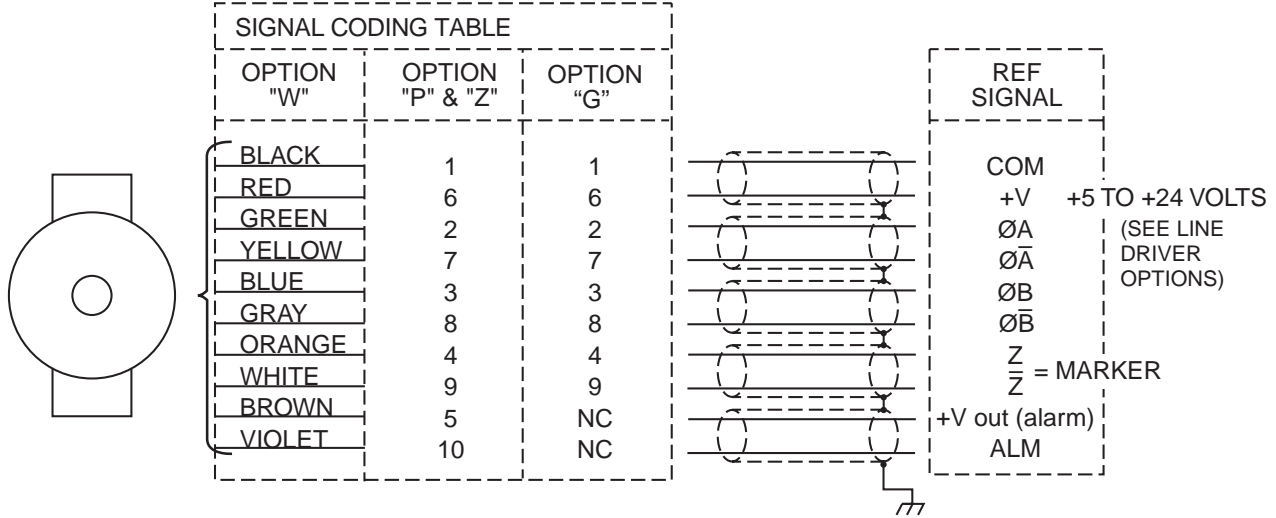 SIGNAL CODING TABLE
OPTION "W" OPTION "P" & "Z" OPTION “G” REF SIGNAL
BLACK 1 1 COM
RED 6 6 +V +5 TO +24 VOLTS
GREEN 2 2 ØA (SEE LINE
YELLOW 7 7 ØA̅ DRIVER
BLUE 3 3 ØB OPTIONS)
GRAY 8 8 ØB̅
ORANGE 4 4 Z
WHITE 9 9 Z̅ = MARKER
BROWN 5 NC +V out (alarm)
VIOLET 10 NC ALM